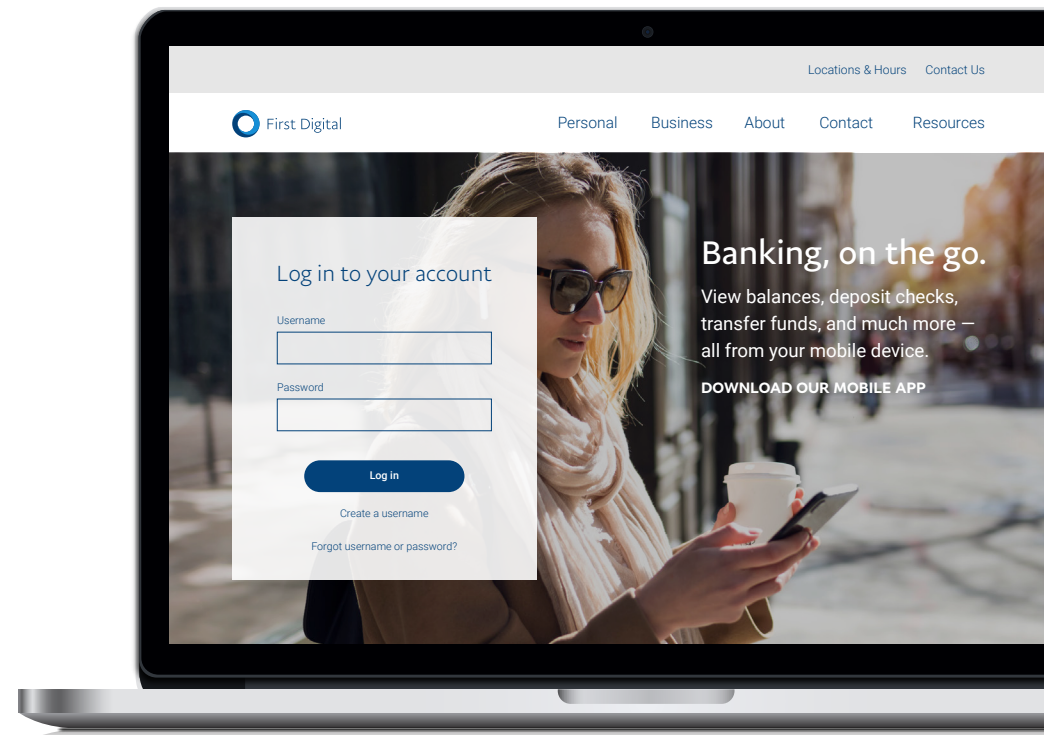 Locations & Hours Contact Us
First Digital
Personal Business About Contact Resources
Log in to your account
Username
Password
Log in
Create a username
Forgot username or password?
Banking, on the go.
View balances, deposit checks,
transfer funds, and much more —
all from your mobile device.
DOWNLOAD OUR MOBILE APP